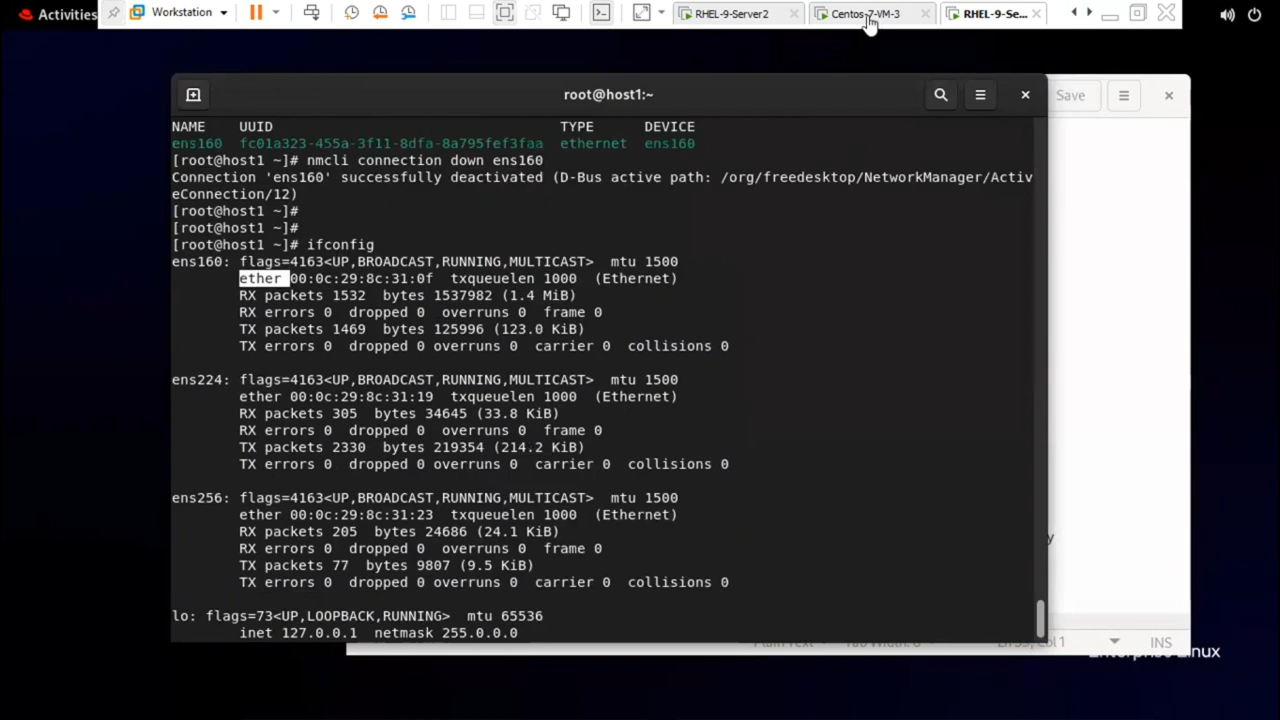 Activities
Workstation
RHEL-9-Server2
Centos-7-VM-3
RHEL-9-Se...
root@host1:~
Save
NAME UUID TYPE DEVICE
ens160 fc01a323-455a-3f11-8dfa-8a795fef3faa ethernet ens160
[root@host1 ~]# nmcli connection down ens160
Connection 'ens160' successfully deactivated (D-Bus active path: /org/freedesktop/NetworkManager/Activ
eConnection/12)
[root@host1 ~]#
[root@host1 ~]#
[root@host1 ~]# ifconfig
ens160: flags=4163<UP,BROADCAST,RUNNING,MULTICAST> mtu 1500
ether 00:0c:29:8c:31:0f txqueuelen 1000 (Ethernet)
RX packets 1532 bytes 1537982 (1.4 MiB)
RX errors 0 dropped 0 overruns 0 frame 0
TX packets 1469 bytes 125996 (123.0 KiB)
TX errors 0 dropped 0 overruns 0 carrier 0 collisions 0
ens224: flags=4163<UP,BROADCAST,RUNNING,MULTICAST> mtu 1500
ether 00:0c:29:8c:31:19 txqueuelen 1000 (Ethernet)
RX packets 305 bytes 34645 (33.8 KiB)
RX errors 0 dropped 0 overruns 0 frame 0
TX packets 2330 bytes 219354 (214.2 KiB)
TX errors 0 dropped 0 overruns 0 carrier 0 collisions 0
ens256: flags=4163<UP,BROADCAST,RUNNING,MULTICAST> mtu 1500
ether 00:0c:29:8c:31:23 txqueuelen 1000 (Ethernet)
RX packets 205 bytes 24686 (24.1 KiB)
RX errors 0 dropped 0 overruns 0 frame 0
TX packets 77 bytes 9807 (9.5 KiB)
TX errors 0 dropped 0 overruns 0 carrier 0 collisions 0
lo: flags=73<UP,LOOPBACK,RUNNING> mtu 65536
inet 127.0.0.1 netmask 255.0.0.0
y
INS
Linux